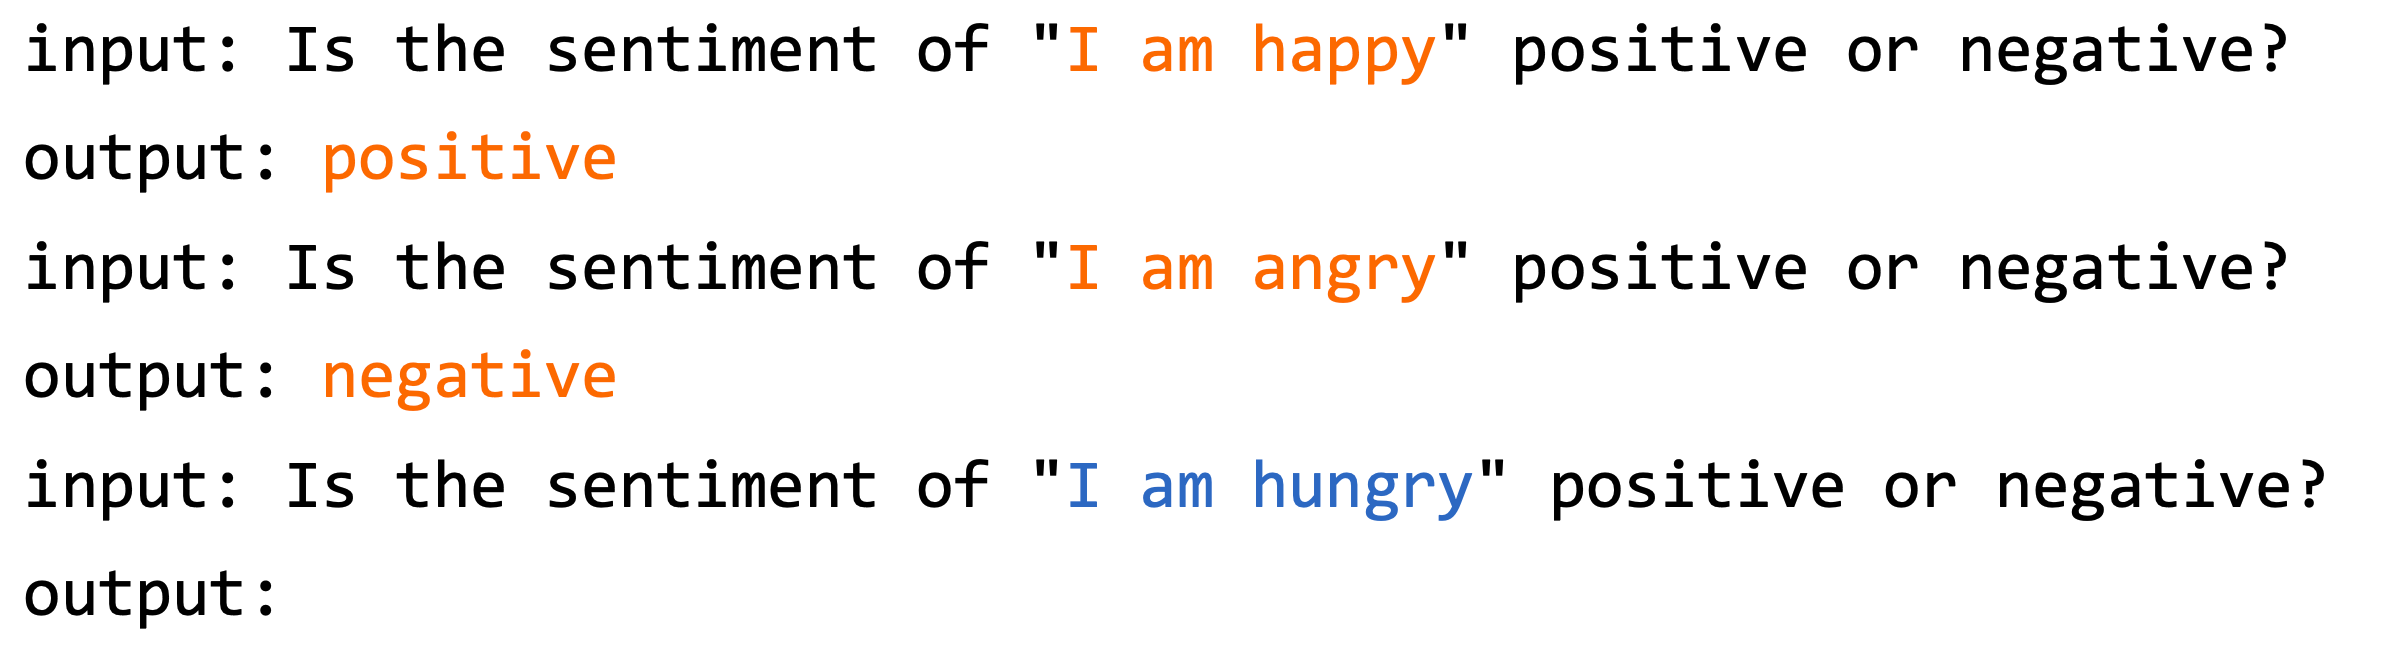 input: Is the sentiment of "I am happy" positive or negative?
output: positive
input: Is the sentiment of "I am angry" positive or negative?
output: negative
input: Is the sentiment of "I am hungry" positive or negative?
output: